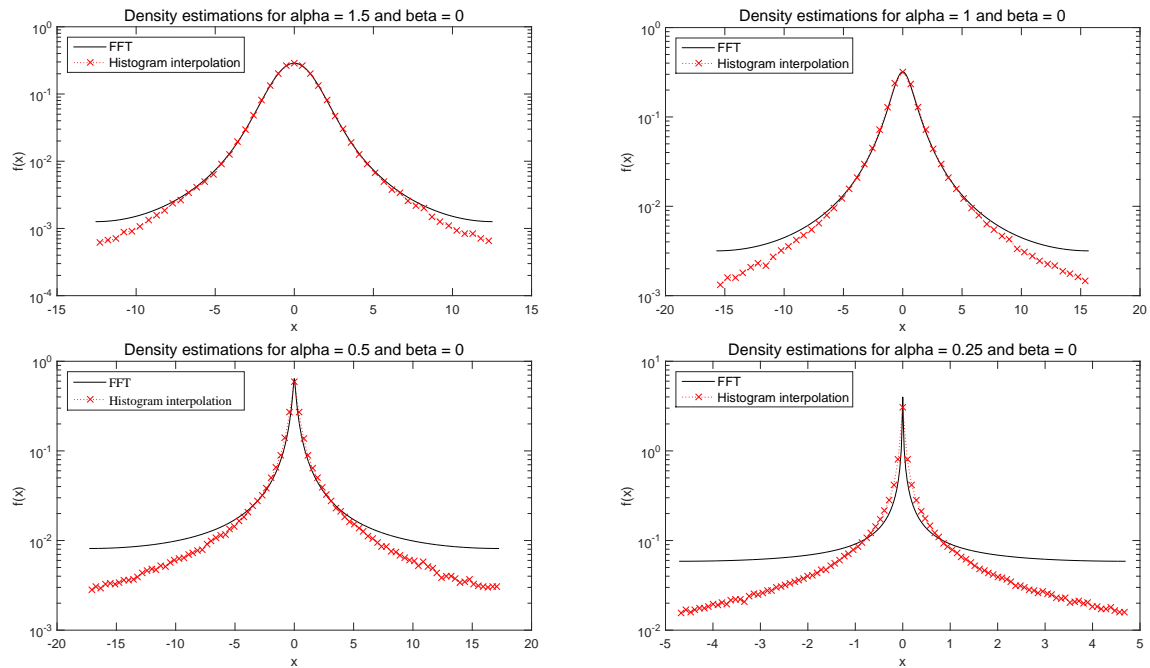 Density estimations for alpha = 1.5 and beta = 0
10^0
10^-1
10^-2
10^-3
10^-4
f(x)
FFT
Histogram interpolation
-15 -10 -5 0 5 10 15
x
Density estimations for alpha = 1 and beta = 0
10^0
10^-1
10^-2
10^-3
f(x)
FFT
Histogram interpolation
-20 -15 -10 -5 0 5 10 15 20
x
Density estimations for alpha = 0.5 and beta = 0
10^0
10^-1
10^-2
10^-3
f(x)
FFT
Histogram interpolation
-20 -15 -10 -5 0 5 10 15 20
x
Density estimations for alpha = 0.25 and beta = 0
10^1
10^0
10^-1
10^-2
f(x)
FFT
Histogram interpolation
-5 -4 -3 -2 -1 0 1 2 3 4 5
x